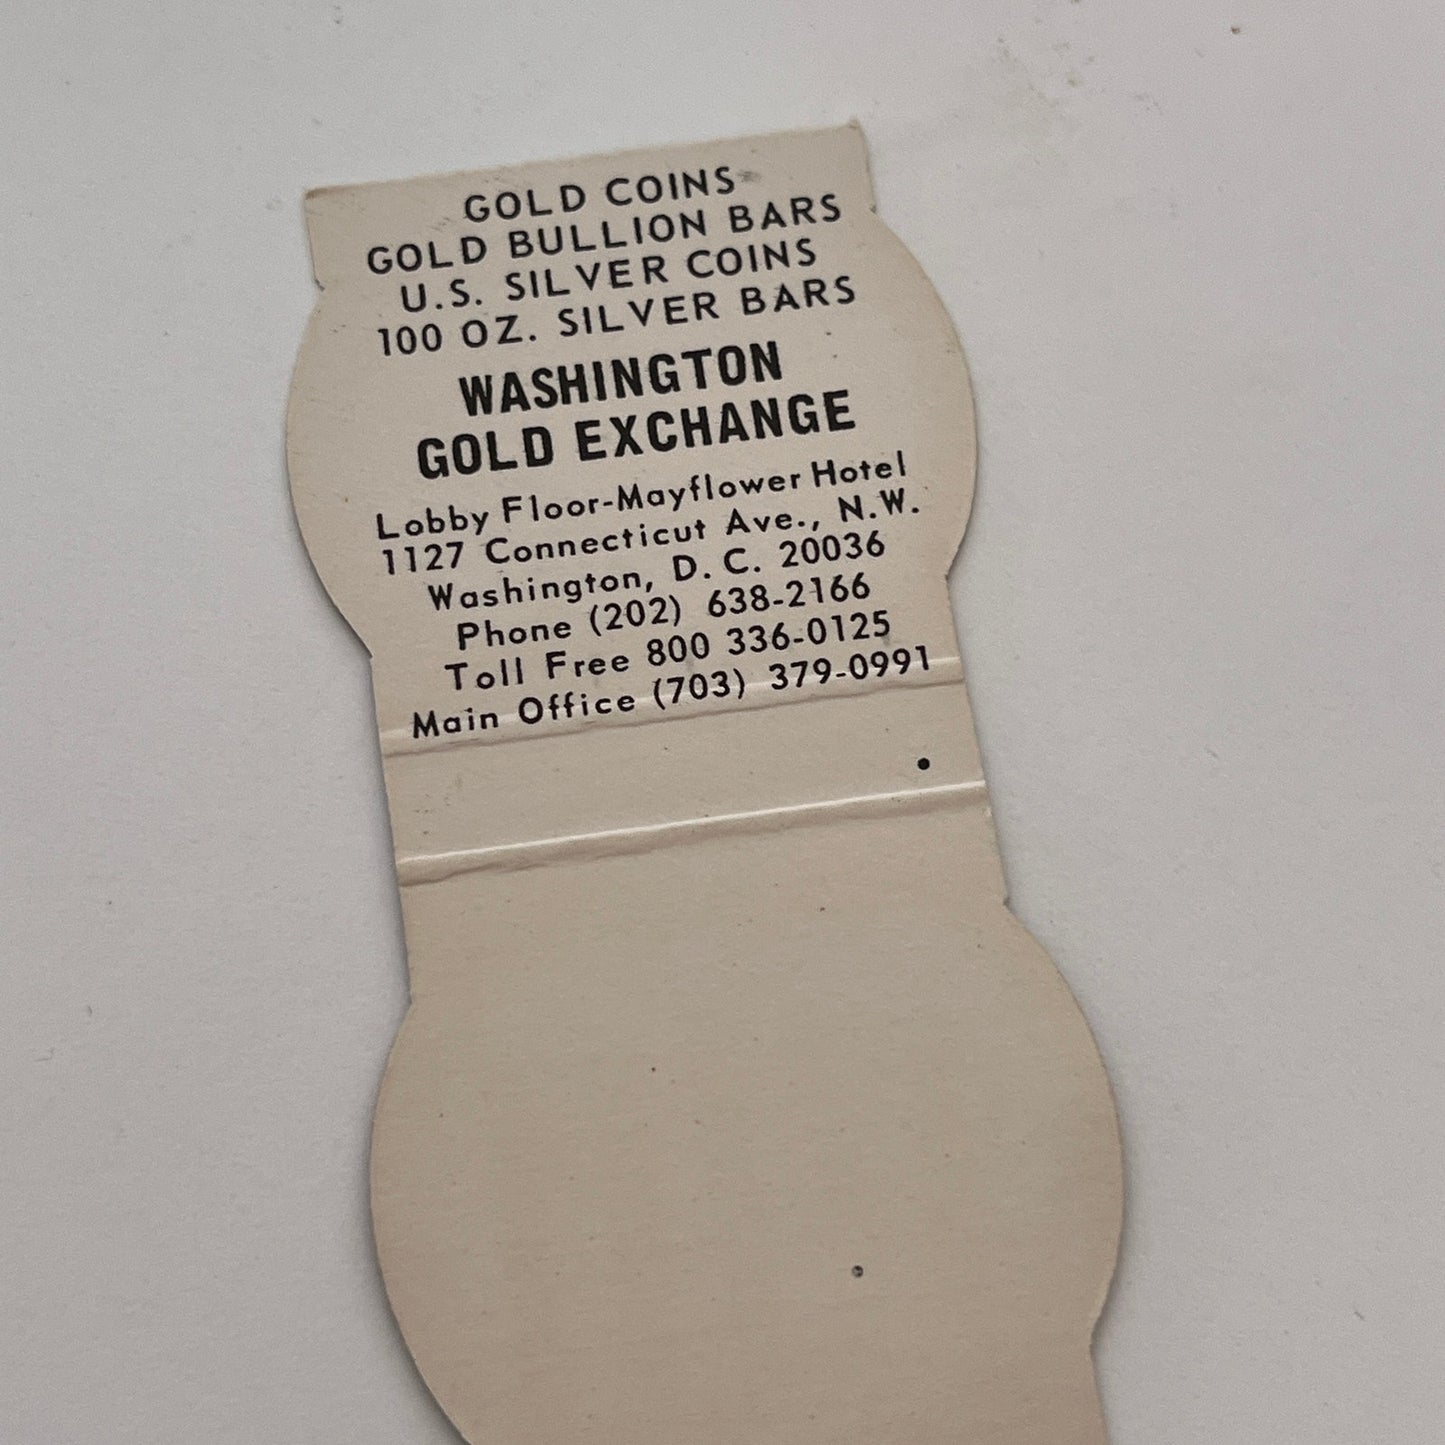 GOLD COINS
GOLD BULLION BARS
U.S. SILVER COINS
100 OZ. SILVER BARS
WASHINGTON
GOLD EXCHANGE
Lobby Floor-Mayflower Hotel
1127 Connecticut Ave., N.W.
Washington, D.C. 20036
Phone (202) 638-2166
Toll Free 800 336-0125
Main Office (703) 379-0991